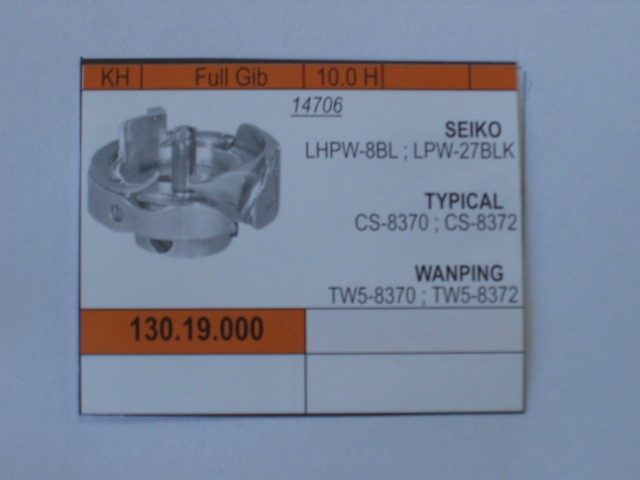 KH Full Gib 10.0 H
14706
SEIKO
LHPW-8BL ; LPW-27BLK
TYPICAL
CS-8370 ; CS-8372
WANPING
TW5-8370 ; TW5-8372
130.19.000